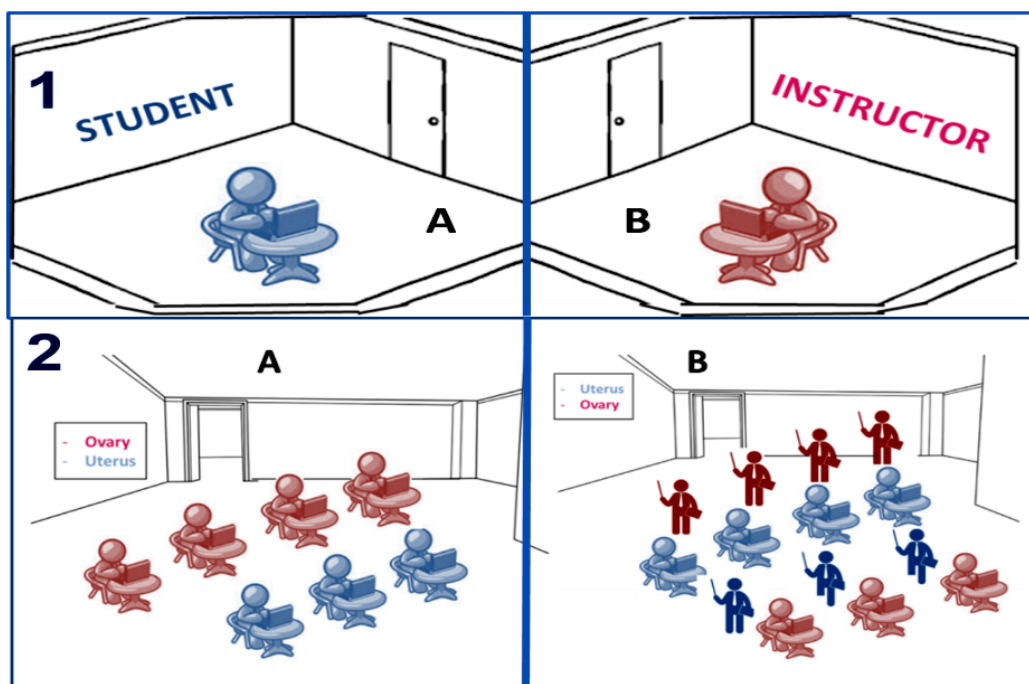 1
STUDENT
A
INSTRUCTOR
B
2
A
- Ovary
- Uterus
B
- Uterus
- Ovary